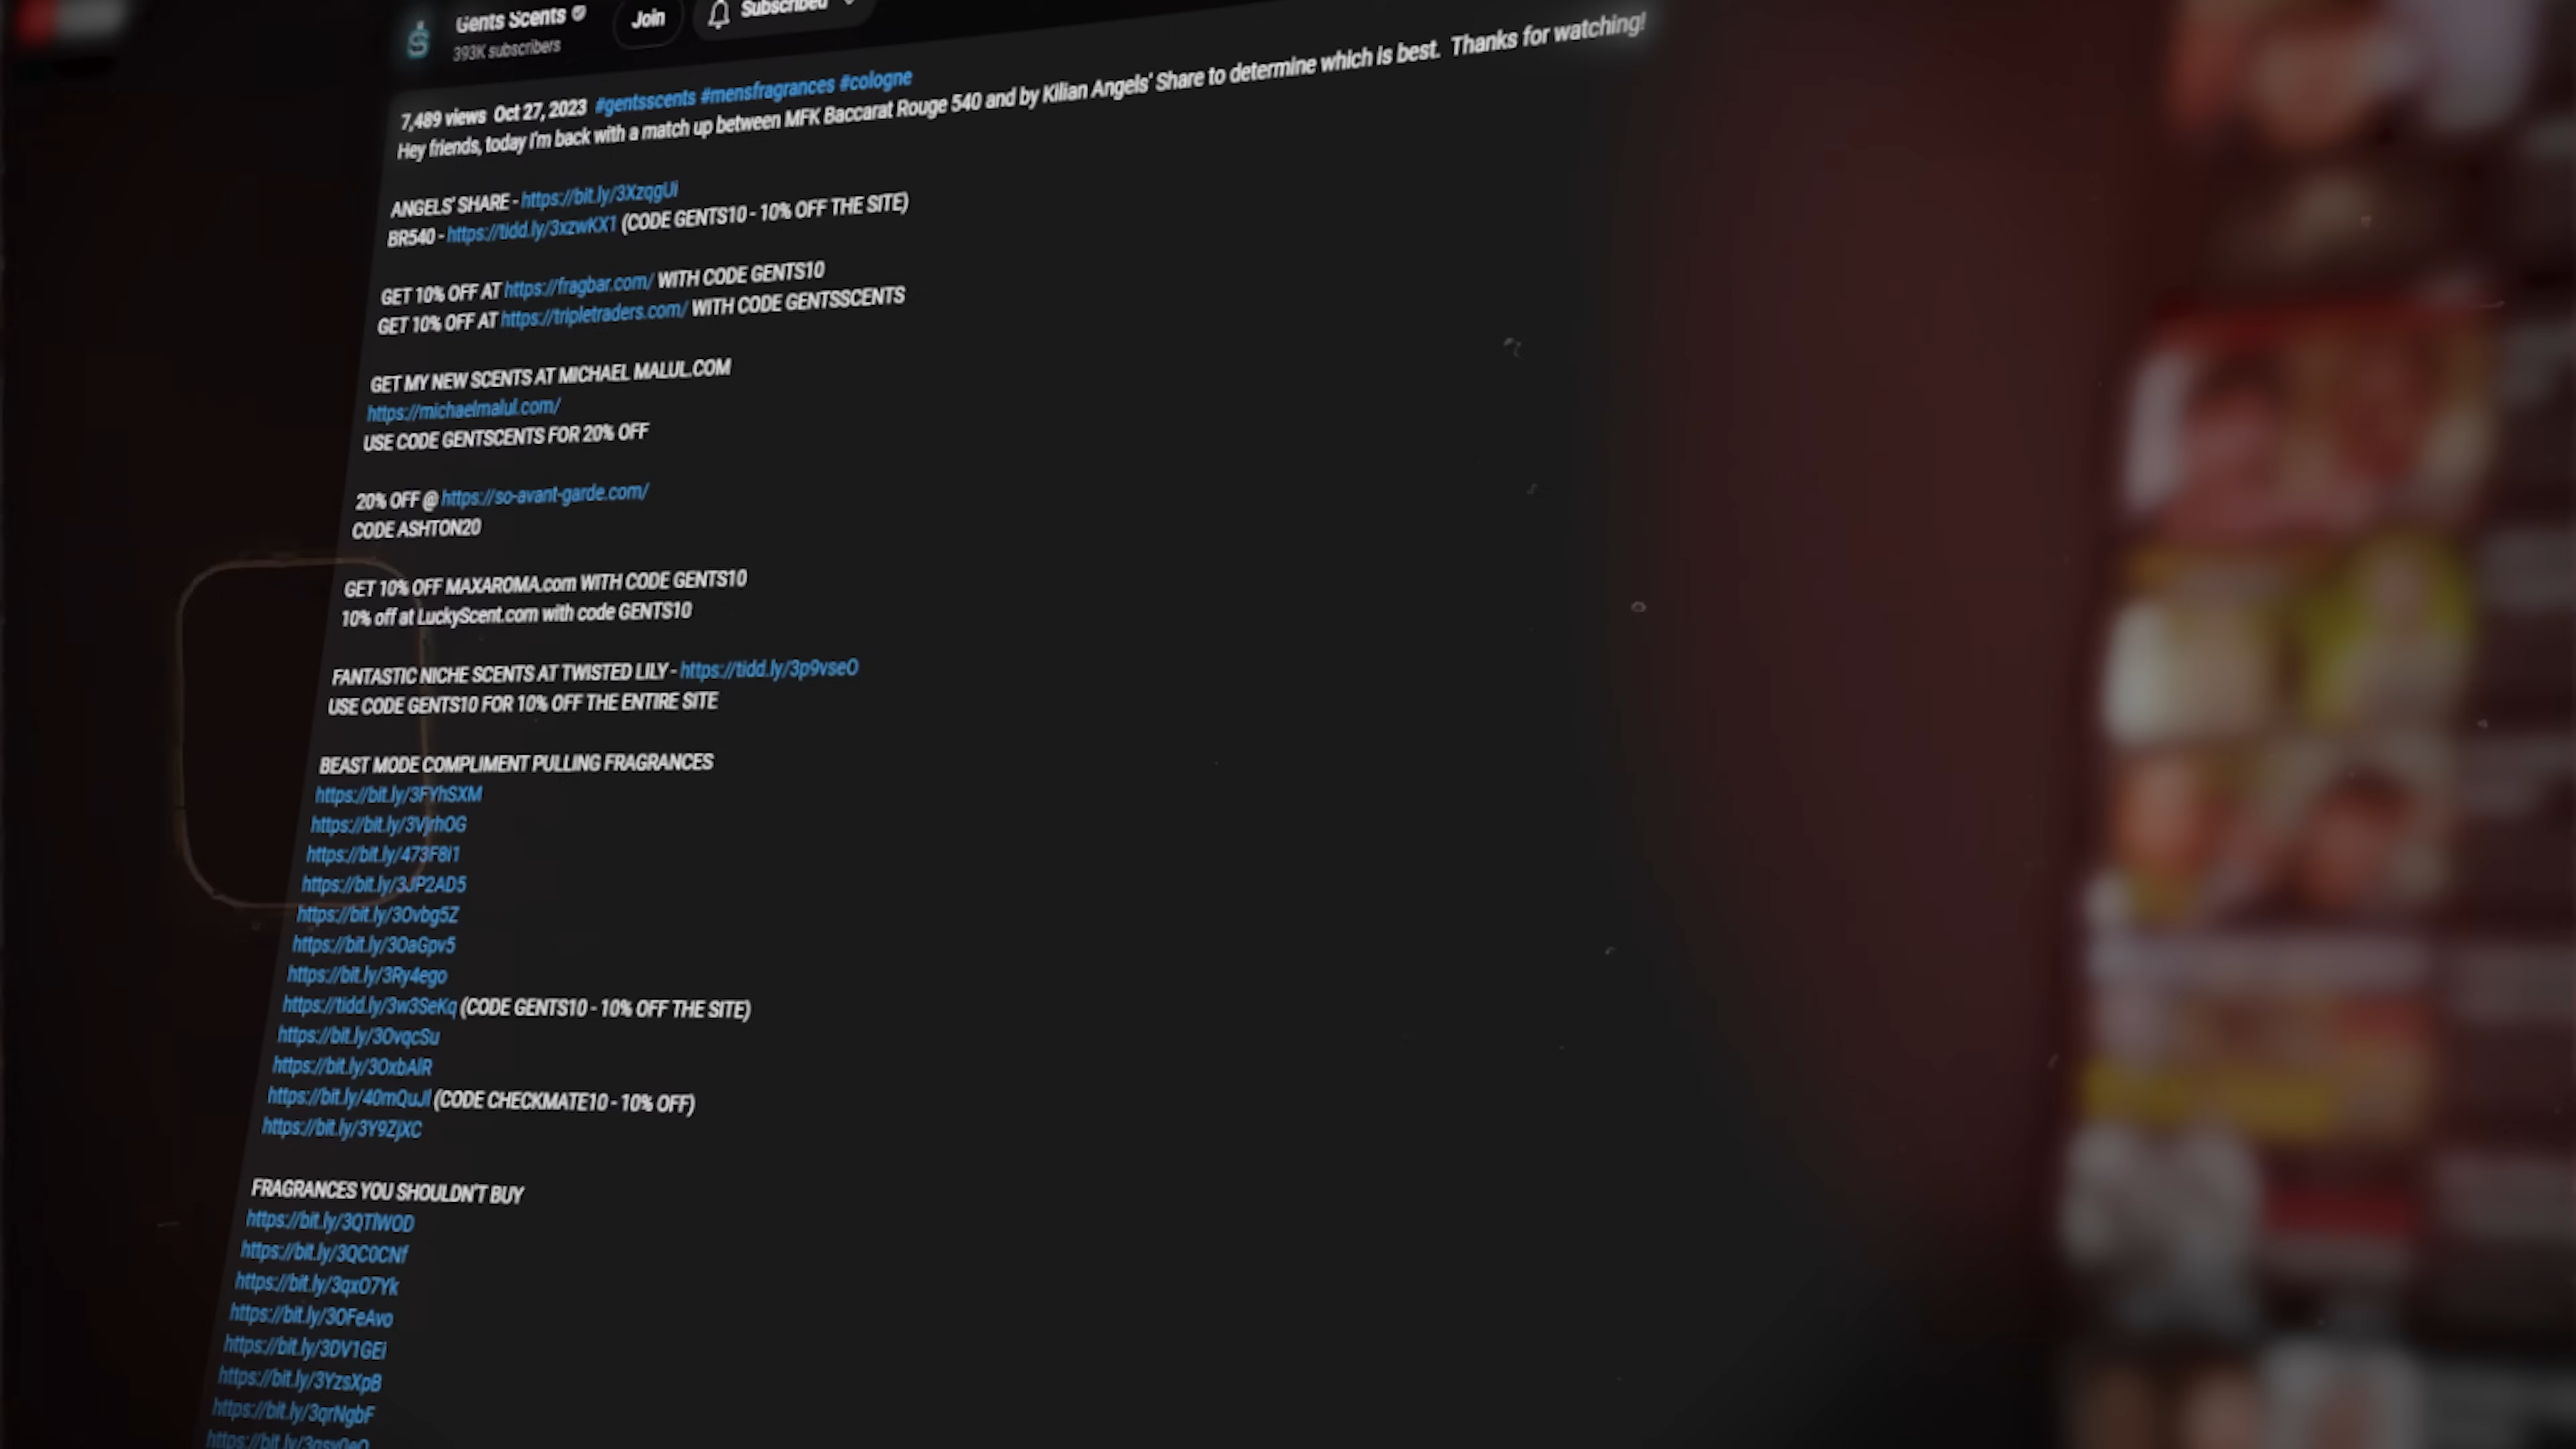 Gents Scents
393K subscribers
Join
Subscribed
7,489 views Oct 27, 2023 #gentsscents #mensfragrances #cologne
Hey friends, today I'm back with a match up between MFK Baccarat Rouge 540 and by Kilian Angels' Share to determine which is best. Thanks for watching!
ANGELS' SHARE - https://bit.ly/3XzqgUi
BR540 - https://tidd.ly/3xzwKX1 (CODE GENTS10 - 10% OFF THE SITE)
GET 10% OFF AT https://fragbar.com/ WITH CODE GENTS10
GET 10% OFF AT https://tripletraders.com/ WITH CODE GENTSSCENTS
GET MY NEW SCENTS AT MICHAEL MALUL.COM
https://michaelmalul.com/
USE CODE GENTSCENTS FOR 20% OFF
20% OFF @ https://so-avant-garde.com/
CODE ASHTON20
GET 10% OFF MAXAROMA.com WITH CODE GENTS10
10% off at LuckyScent.com with code GENTS10
FANTASTIC NICHE SCENTS AT TWISTED LILY - https://tidd.ly/3p9vseO
USE CODE GENTS10 FOR 10% OFF THE ENTIRE SITE
BEAST MODE COMPLIMENT PULLING FRAGRANCES
https://bit.ly/3FYhSXM
https://bit.ly/3VjrhOG
https://bit.ly/473F8I1
https://bit.ly/3JP2AD5
https://bit.ly/3Ovbg5Z
https://bit.ly/3OaGpv5
https://bit.ly/3Ry4ego
https://tidd.ly/3w3SeKq (CODE GENTS10 - 10% OFF THE SITE)
https://bit.ly/3OvqcSu
https://bit.ly/3OxbAlR
https://bit.ly/40mQuJl (CODE CHECKMATE10 - 10% OFF)
https://bit.ly/3Y9ZjXC
FRAGRANCES YOU SHOULDN'T BUY
https://bit.ly/3QTlWOD
https://bit.ly/3QC0CNf
https://bit.ly/3qxO7Yk
https://bit.ly/3OFeAvo
https://bit.ly/3DV1GEi
https://bit.ly/3YzsXpB
https://bit.ly/3qrNgbF